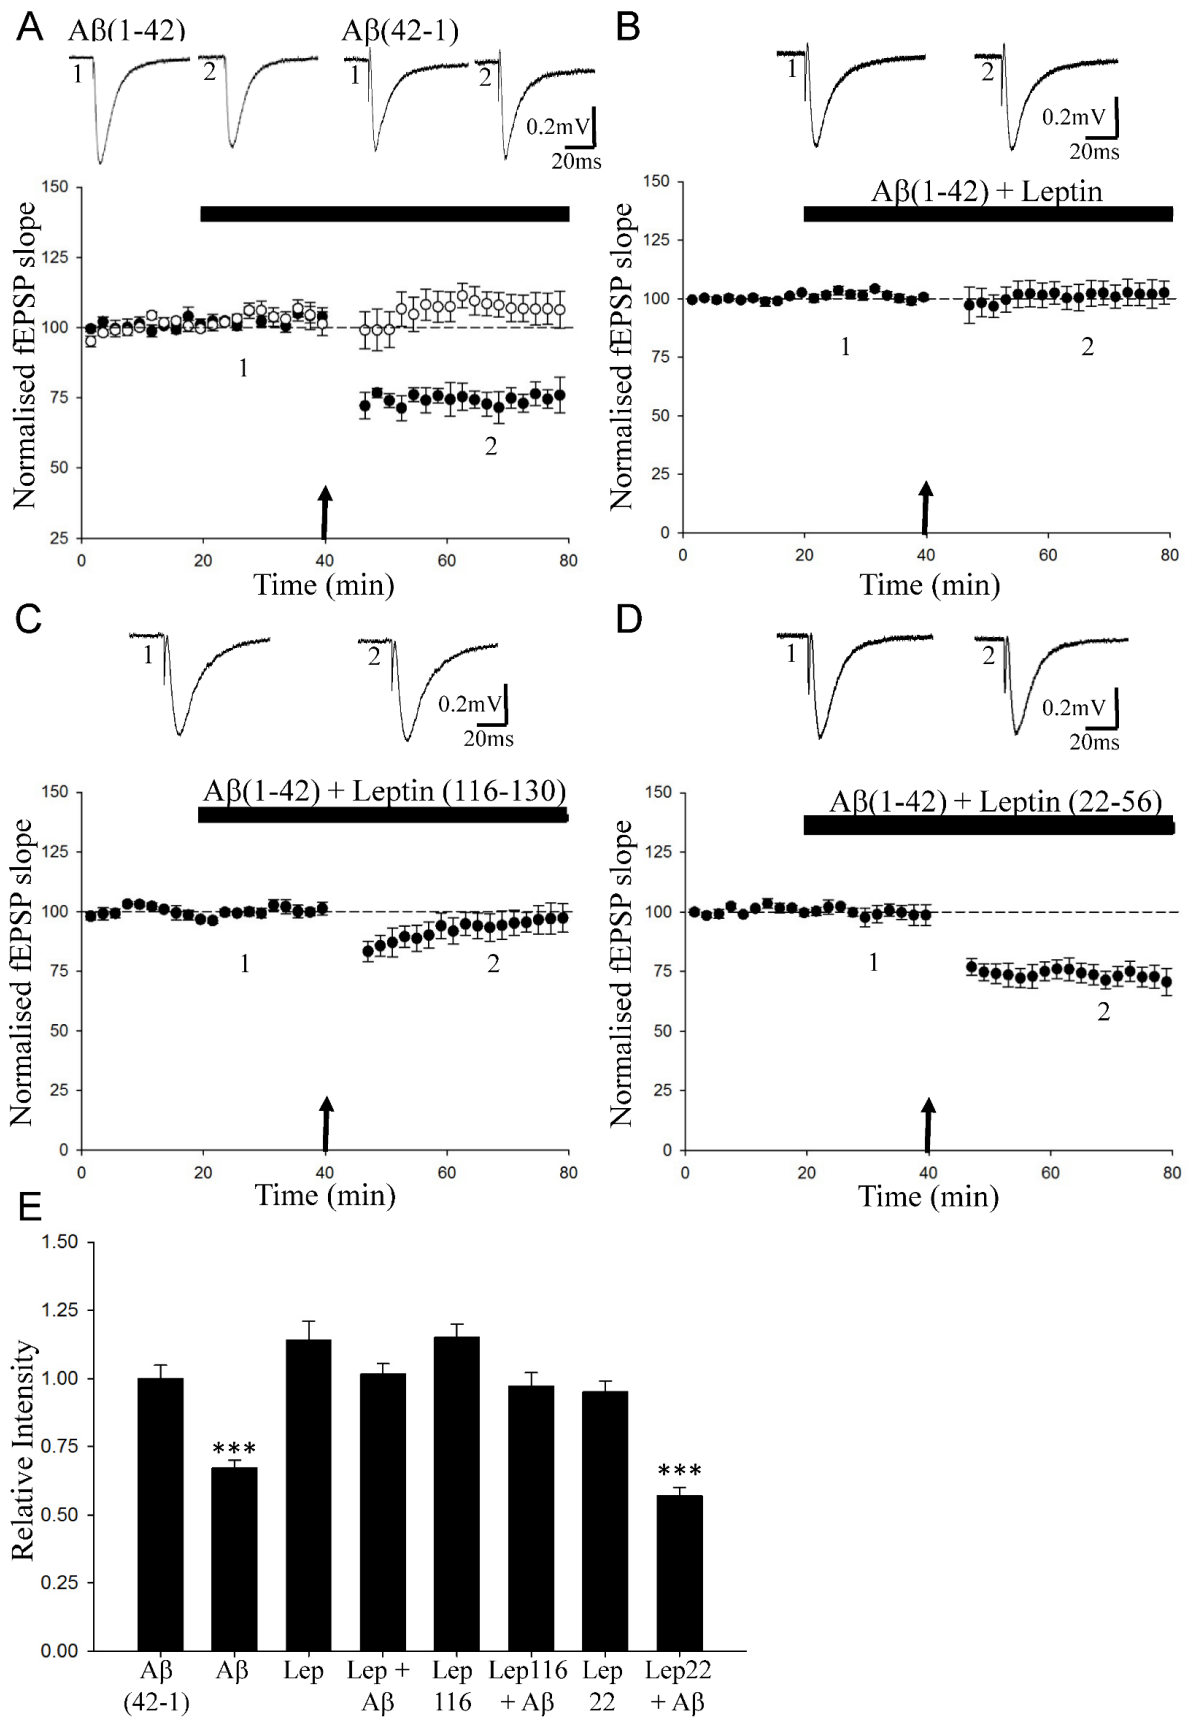 A
Aβ(1-42)
Aβ(42-1)
1
2
1
2
0.2mV
20ms
150
125
100
75
50
25
Normalised fEPSP slope
1
2
0
20
40
60
80
Time (min)
B
1
2
0.2mV
20ms
Aβ(1-42) + Leptin
150
125
100
75
50
25
0
Normalised fEPSP slope
1
2
0
20
40
60
80
Time (min)
C
1
2
0.2mV
20ms
Aβ(1-42) + Leptin (116-130)
150
125
100
75
50
25
0
Normalised fEPSP slope
1
2
0
20
40
60
80
Time (min)
D
1
2
0.2mV
20ms
Aβ(1-42) + Leptin (22-56)
150
125
100
75
50
25
0
Normalised fEPSP slope
1
2
0
20
40
60
80
Time (min)
E
1.50
1.25
1.00
0.75
0.50
0.25
0.00
Relative Intensity
***
***
Aβ
(42-1)
Aβ
Lep
Lep +
Aβ
Lep
116
Lep116
+ Aβ
Lep
22
Lep22
+ Aβ